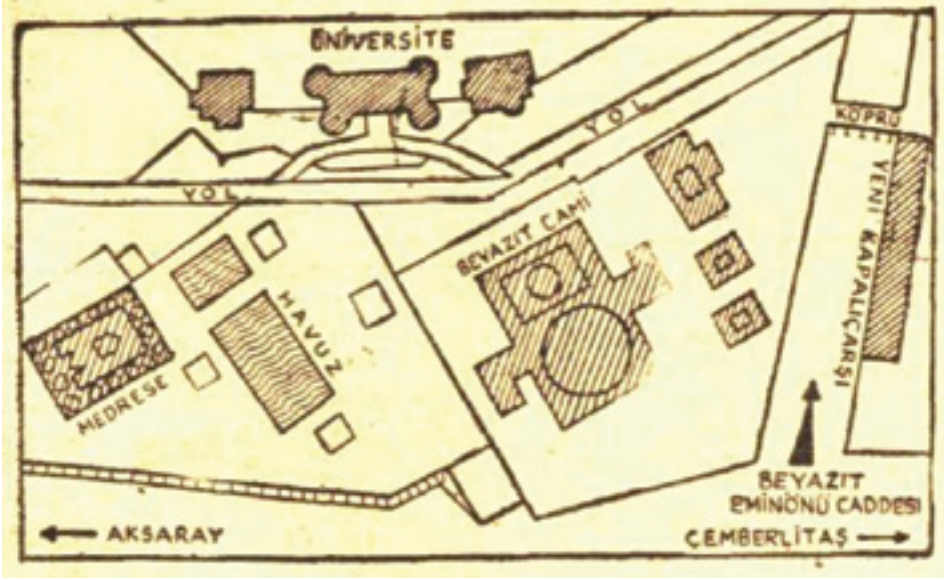 ÜNİVERSİTE
YOL
KÖPRÜ
YOL
BEYAZIT CAMİ
YENİ KAPALIÇARŞI
HAVUZ
MEDRESE
BEYAZIT
EMİNÖNÜ CADDESİ
AKSARAY
ÇEMBERLİTAŞ